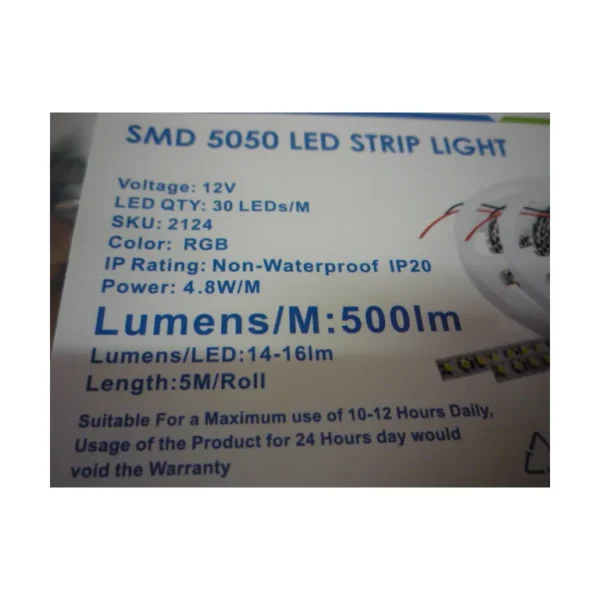 SMD 5050 LED STRIP LIGHT
Voltage: 12V
LED QTY: 30 LEDs/M
SKU: 2124
Color: RGB
IP Rating: Non-Waterproof IP20
Power: 4.8W/M
Lumens/M:500lm
Lumens/LED:14-16lm
Length:5M/Roll
Suitable For a Maximum use of 10-12 Hours Daily,
Usage of the Product for 24 Hours day would
void the Warranty